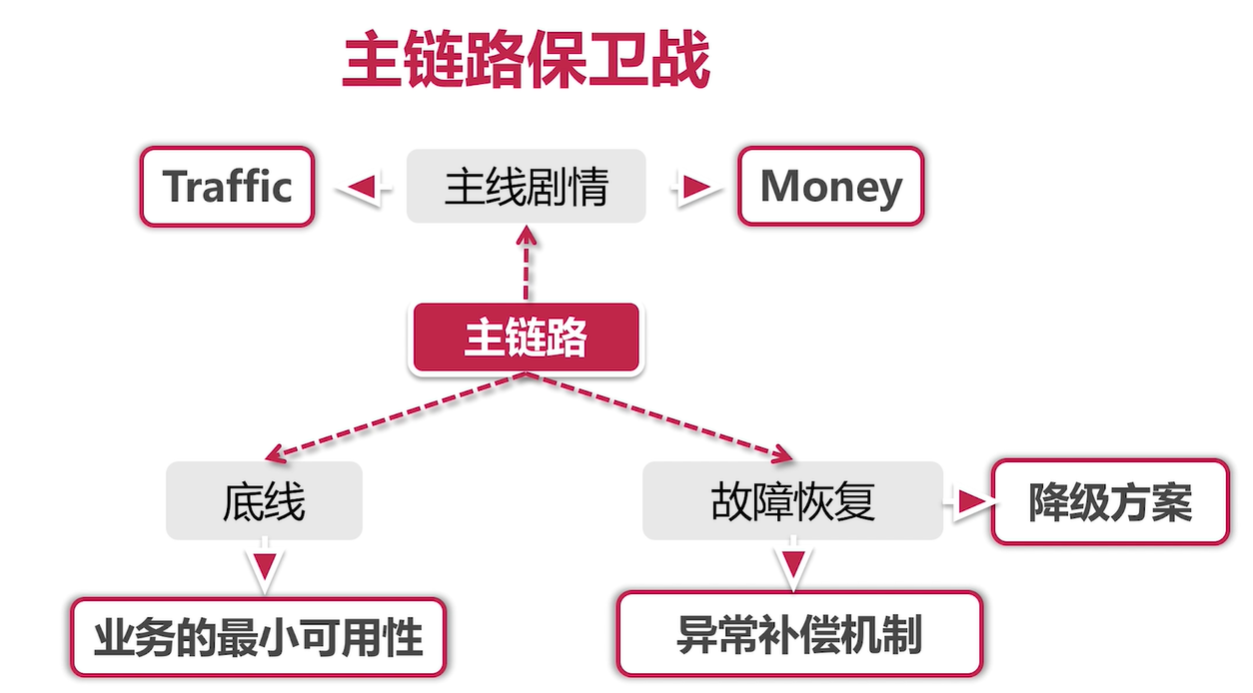 主链路保卫战
Traffic
主线剧情
Money
主链路
底线
故障恢复
降级方案
业务的最小可用性
异常补偿机制